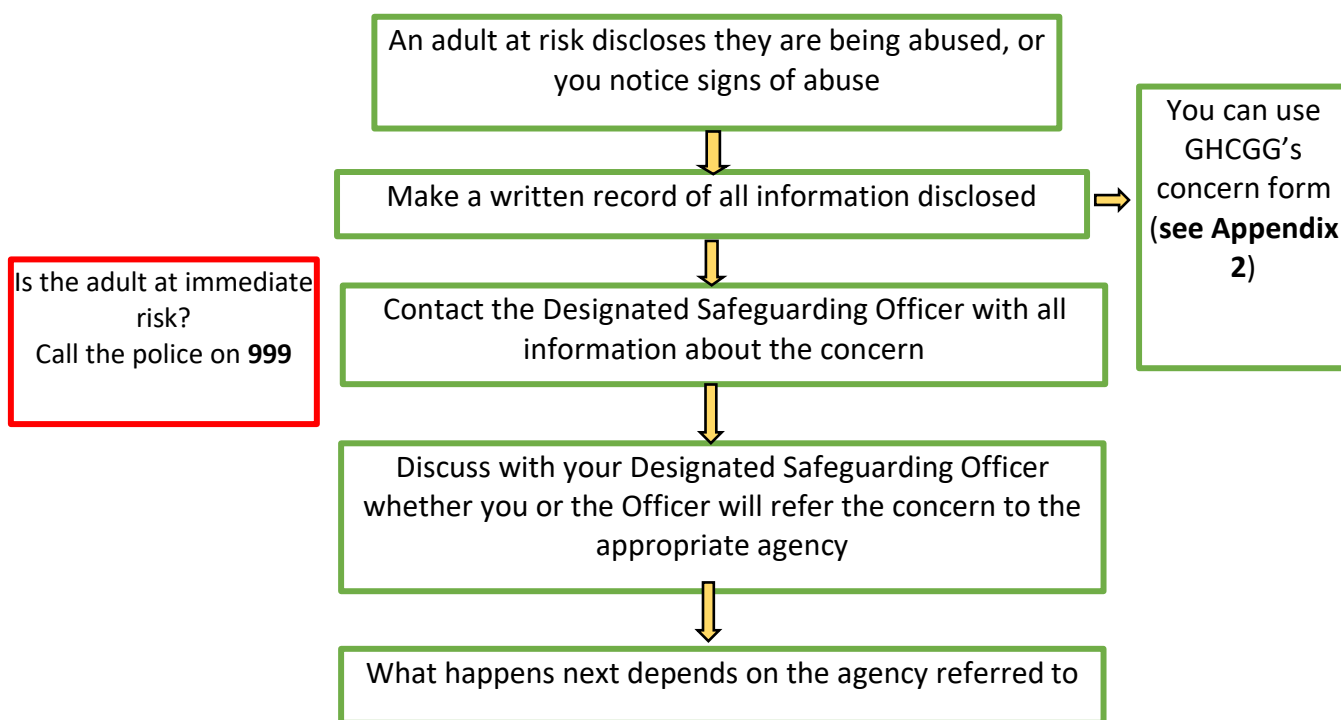 An adult at risk discloses they are being abused, or
you notice signs of abuse
Make a written record of all information disclosed
You can use
GHCGG’s
concern form
(see Appendix
2)
Is the adult at immediate
risk?
Call the police on 999
Contact the Designated Safeguarding Officer with all
information about the concern
Discuss with your Designated Safeguarding Officer
whether you or the Officer will refer the concern to the
appropriate agency
What happens next depends on the agency referred to